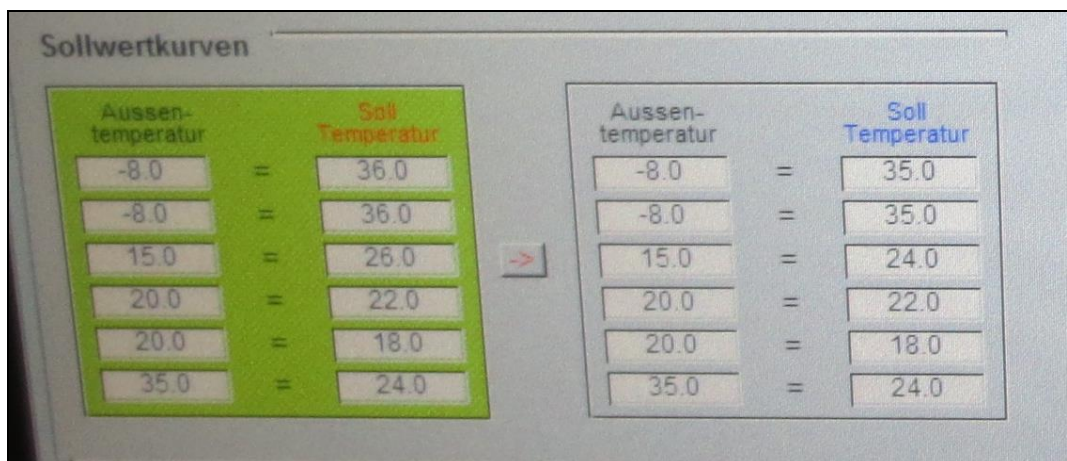 Sollwertkurven
Aussen- Soll Aussen- Soll
temperatur Temperatur temperatur Temperatur
-8.0 = 36.0 -8.0 = 35.0
-8.0 = 36.0 -8.0 = 35.0
15.0 = 26.0 -> 15.0 = 24.0
20.0 = 22.0 20.0 = 22.0
20.0 = 18.0 20.0 = 18.0
35.0 = 24.0 35.0 = 24.0